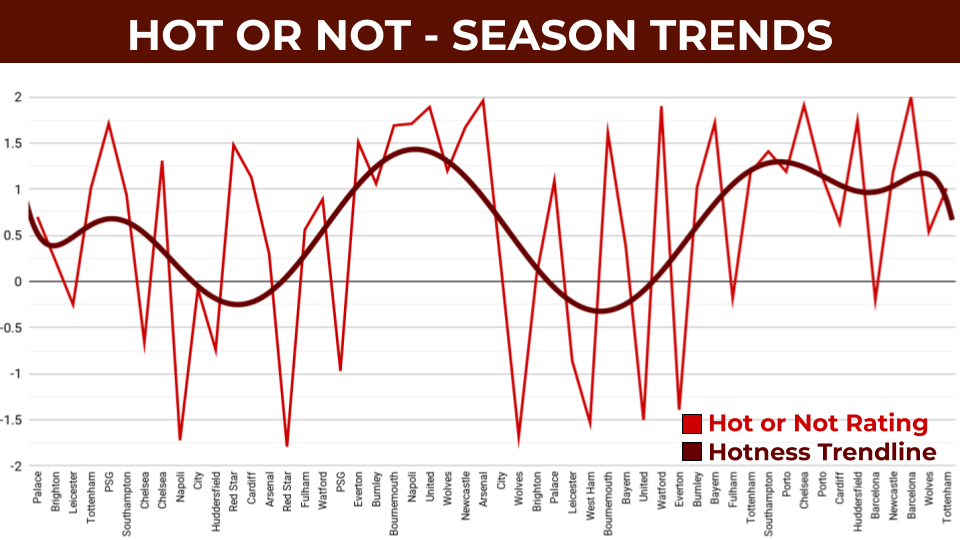 HOT OR NOT - SEASON TRENDS
2
1.5
1
0.5
0
-0.5
-1
-1.5
-2
Hot or Not Rating
Hotness Trendline
Palace
Brighton
Leicester
Tottenham
PSG
Southampton
Chelsea
Chelsea
Napoli
City
Huddersfield
Red Star
Cardiff
Arsenal
Red Star
Fulham
Watford
PSG
Everton
Burnley
Bournemouth
Napoli
United
Wolves
Newcastle
Arsenal
City
Wolves
Brighton
Palace
Leicester
West Ham
Bournemouth
Bayern
United
Watford
Everton
Burnley
Bayern
Fulham
Tottenham
Southampton
Porto
Chelsea
Porto
Cardiff
Huddersfield
Barcelona
Newcastle
Barcelona
Wolves
Tottenham